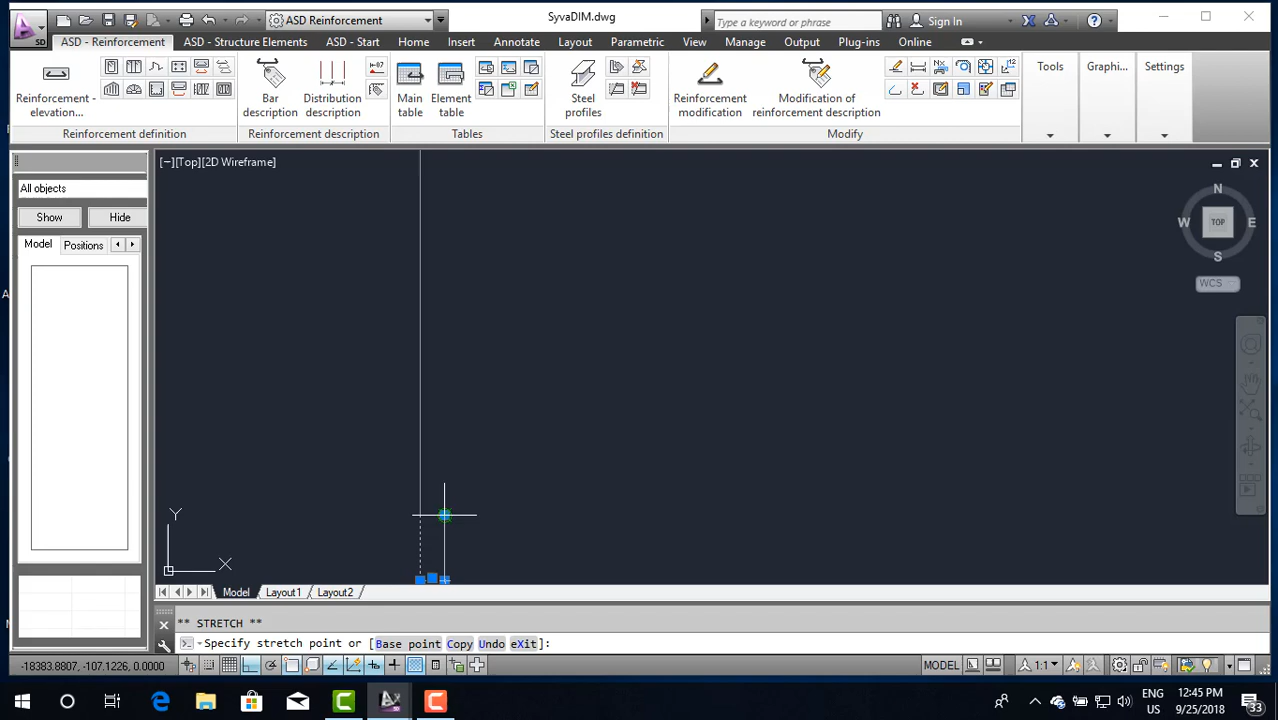 SyvaDIM.dwg
ASD Reinforcement
Type a keyword or phrase
Sign In
5D
ASD - Reinforcement
ASD - Structure Elements
ASD - Start
Home
Insert
Annotate
Layout
Parametric
View
Manage
Output
Plug-ins
Online
Reinforcement - elevation...
Bar description
Distribution description
Main table
Element table
Steel profiles
Reinforcement modification
Modification of reinforcement description
Tools
Graphi...
Settings
Reinforcement definition
Reinforcement description
Tables
Steel profiles definition
Modify
[−][Top][2D Wireframe]
All objects
Show
Hide
Model
Positions
N
W
TOP
E
S
WCS
Y
X
Model
Layout1
Layout2
** STRETCH **
Specify stretch point or [Base point Copy Undo eXit]:
-18383.8807, -107.1226, 0.0000
MODEL
1:1
ENG
US
12:45 PM
9/25/2018
33